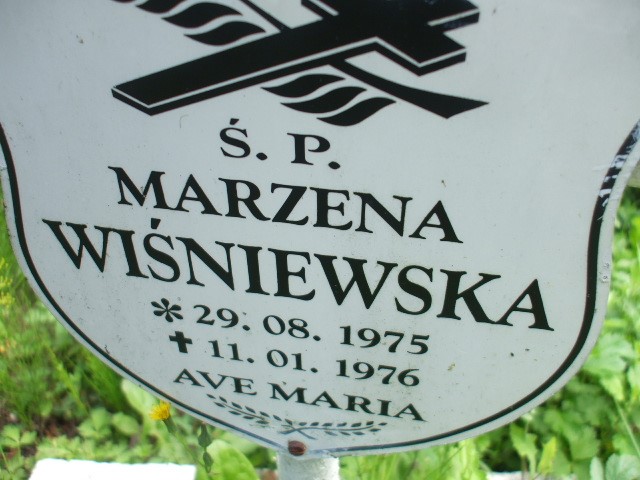 Ś. P.
MARZENA
WIŚNIEWSKA
* 29. 08. 1975
✝ 11. 01. 1976
AVE MARIA